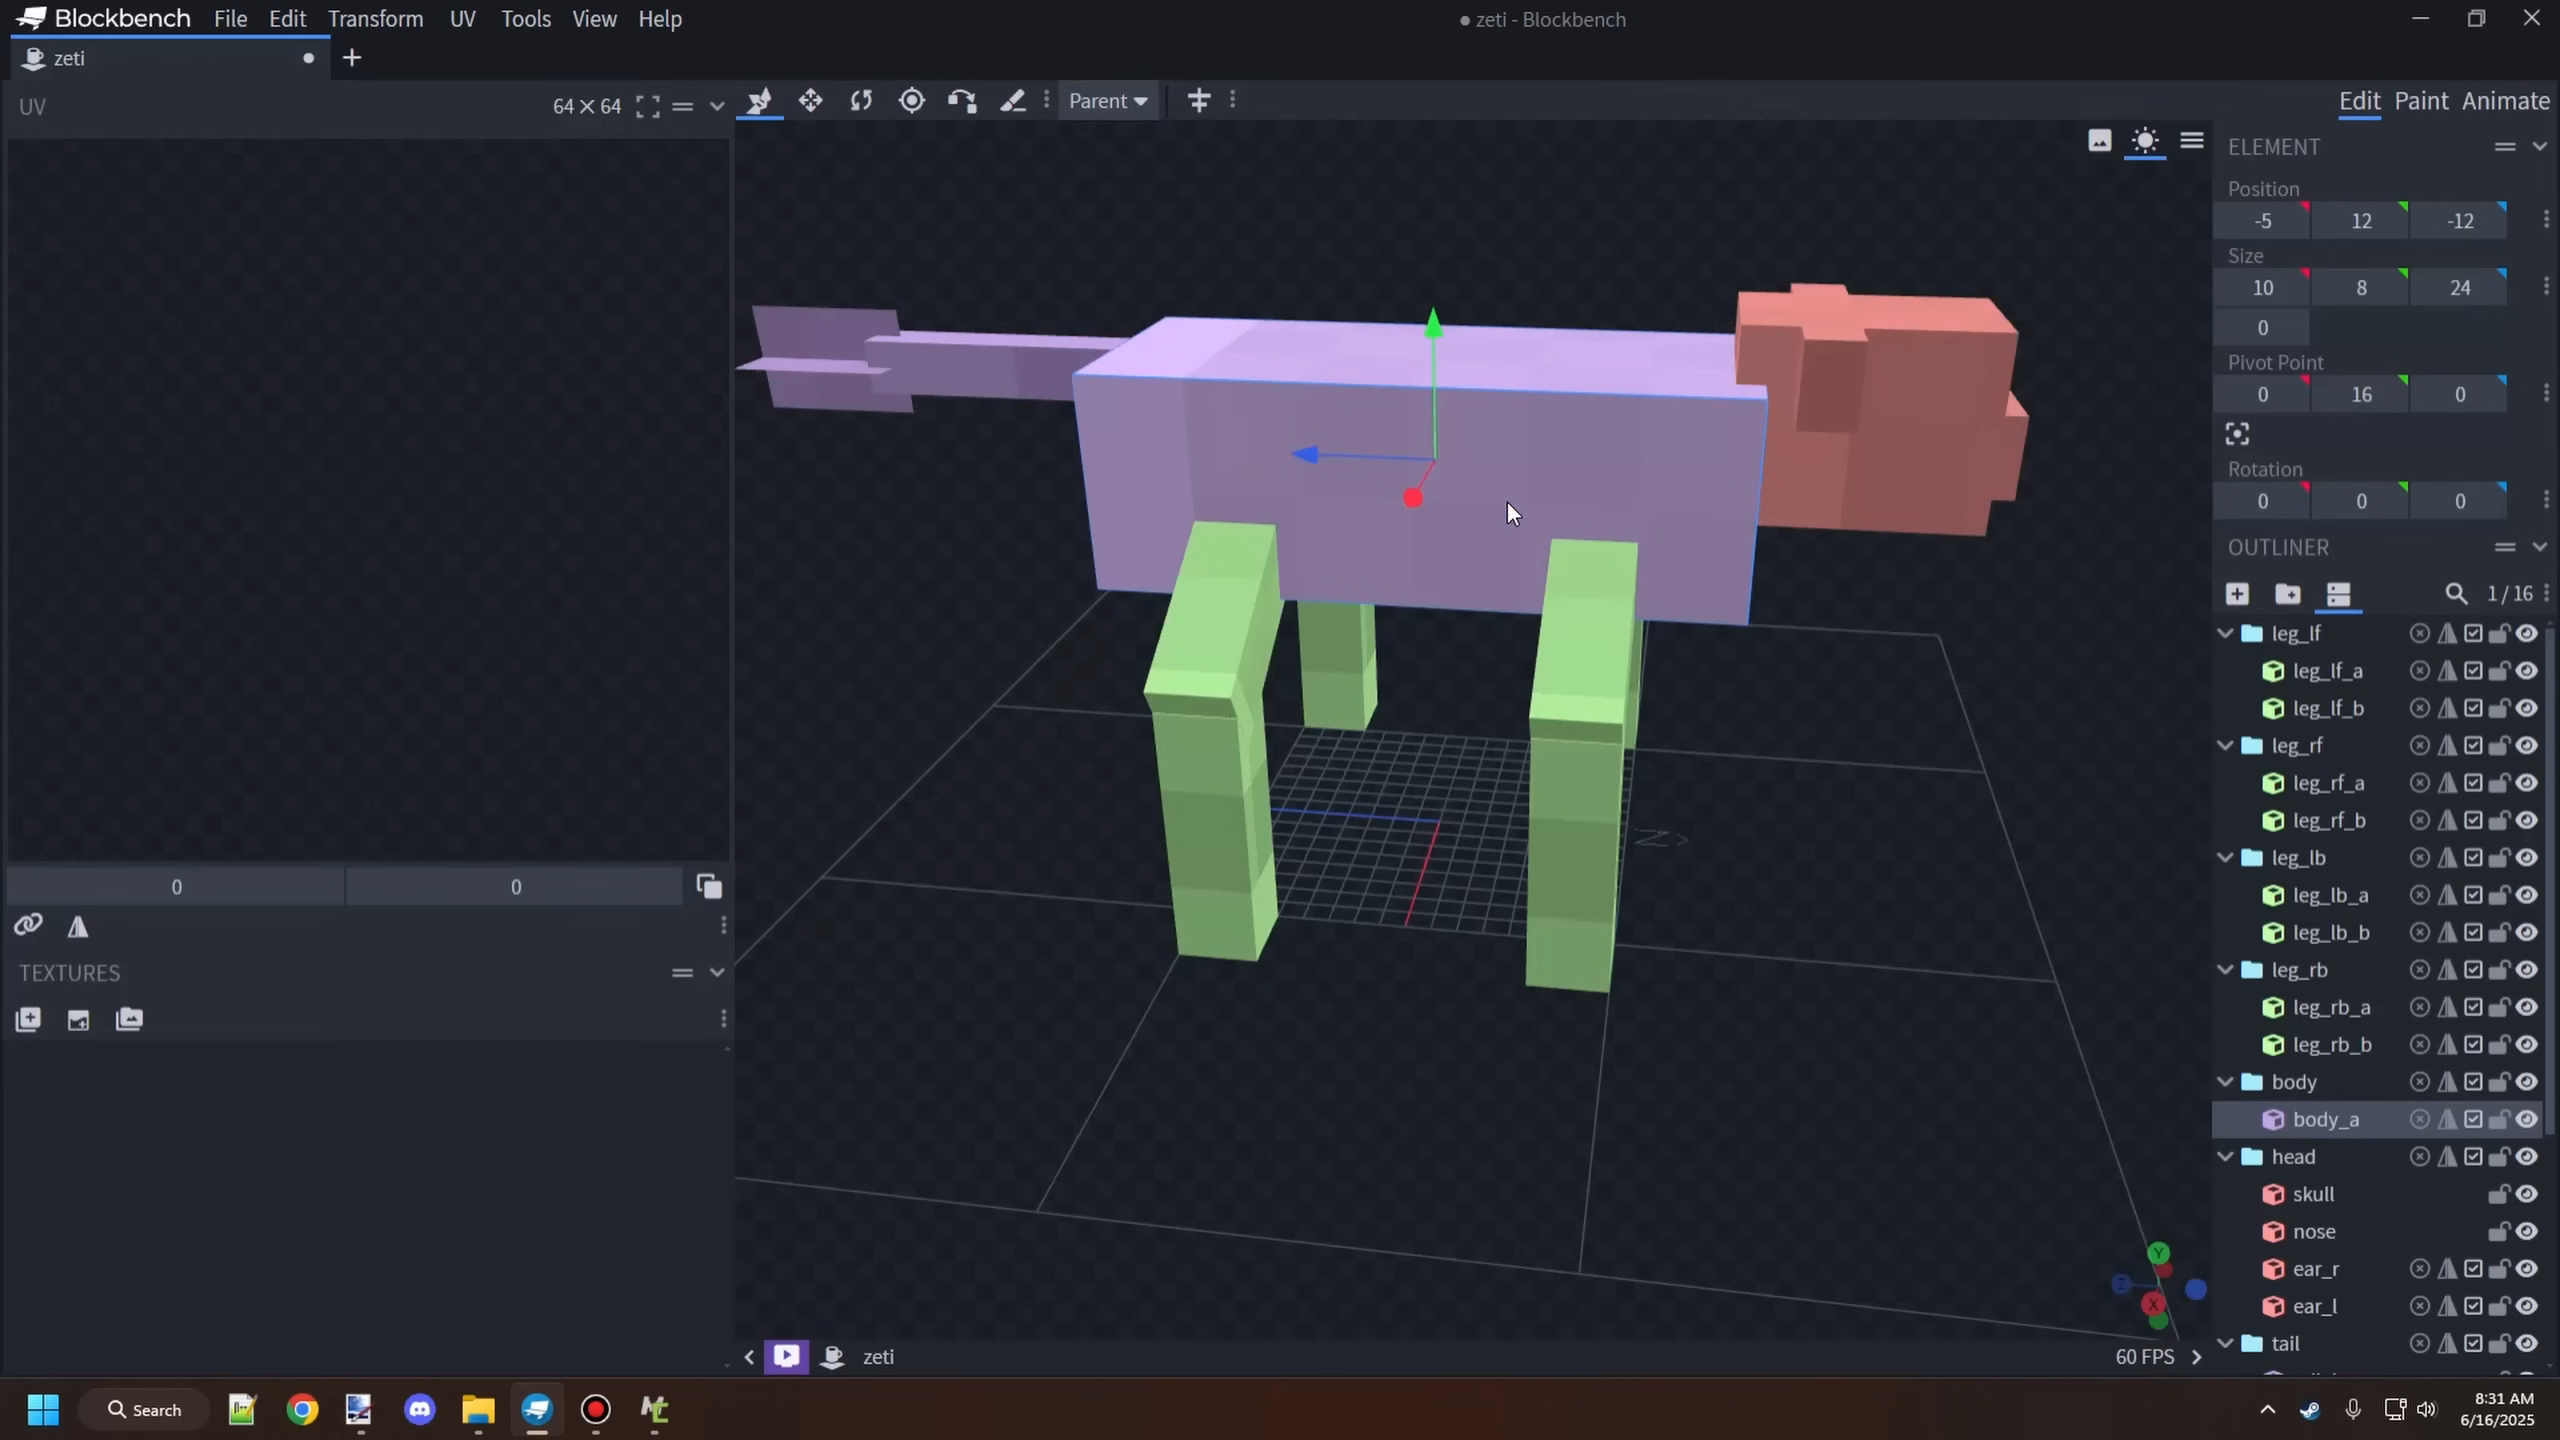 Blockbench File Edit Transform UV Tools View Help
● zeti - Blockbench
zeti
UV
64 × 64
Parent
Edit Paint Animate
ELEMENT
Position
-5 12 -12
Size
10 8 24
0
Pivot Point
0 16 0
Rotation
0 0 0
OUTLINER
1 / 16
leg_lf
leg_lf_a
leg_lf_b
leg_rf
leg_rf_a
leg_rf_b
leg_lb
leg_lb_a
leg_lb_b
leg_rb
leg_rb_a
leg_rb_b
body
body_a
head
skull
nose
ear_r
ear_l
tail
0 0
TEXTURES
N
Y
Z
X
zeti
60 FPS
Search
8:31 AM
6/16/2025